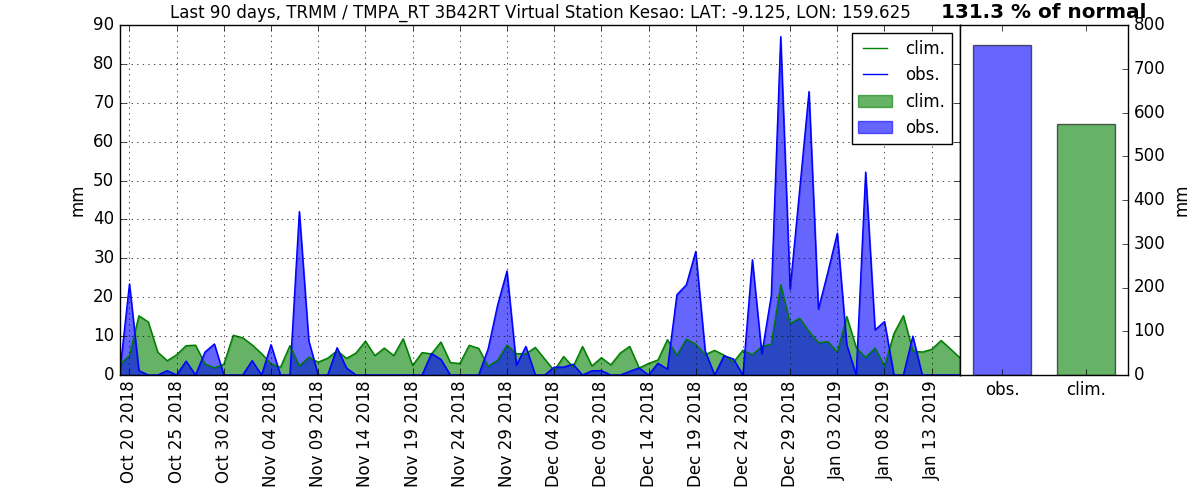 Last 90 days, TRMM / TMPA_RT 3B42RT Virtual Station Kesao: LAT: -9.125, LON: 159.625
131.3 % of normal
90
80
70
60
50
40
30
20
10
0
mm
clim.
obs.
clim.
obs.
800
700
600
500
400
300
200
100
0
mm
Oct 20 2018
Oct 25 2018
Oct 30 2018
Nov 04 2018
Nov 09 2018
Nov 14 2018
Nov 19 2018
Nov 24 2018
Nov 29 2018
Dec 04 2018
Dec 09 2018
Dec 14 2018
Dec 19 2018
Dec 24 2018
Dec 29 2018
Jan 03 2019
Jan 08 2019
Jan 13 2019
obs.
clim.